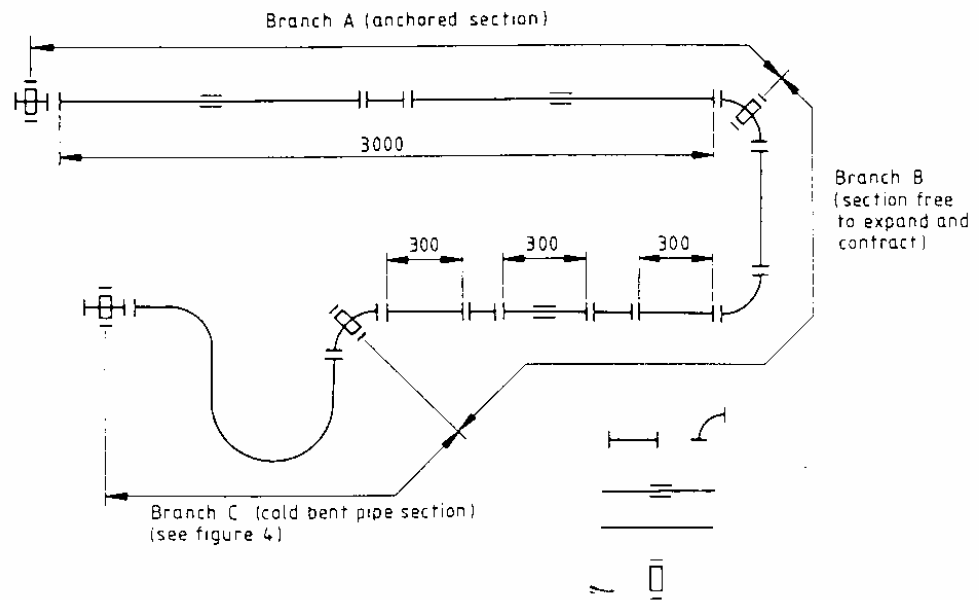 Branch A (anchored section)
3000
Branch B
(section free
to expand and
contract)
300
300
300
Branch C (cold bent pipe section)
(see figure 4)